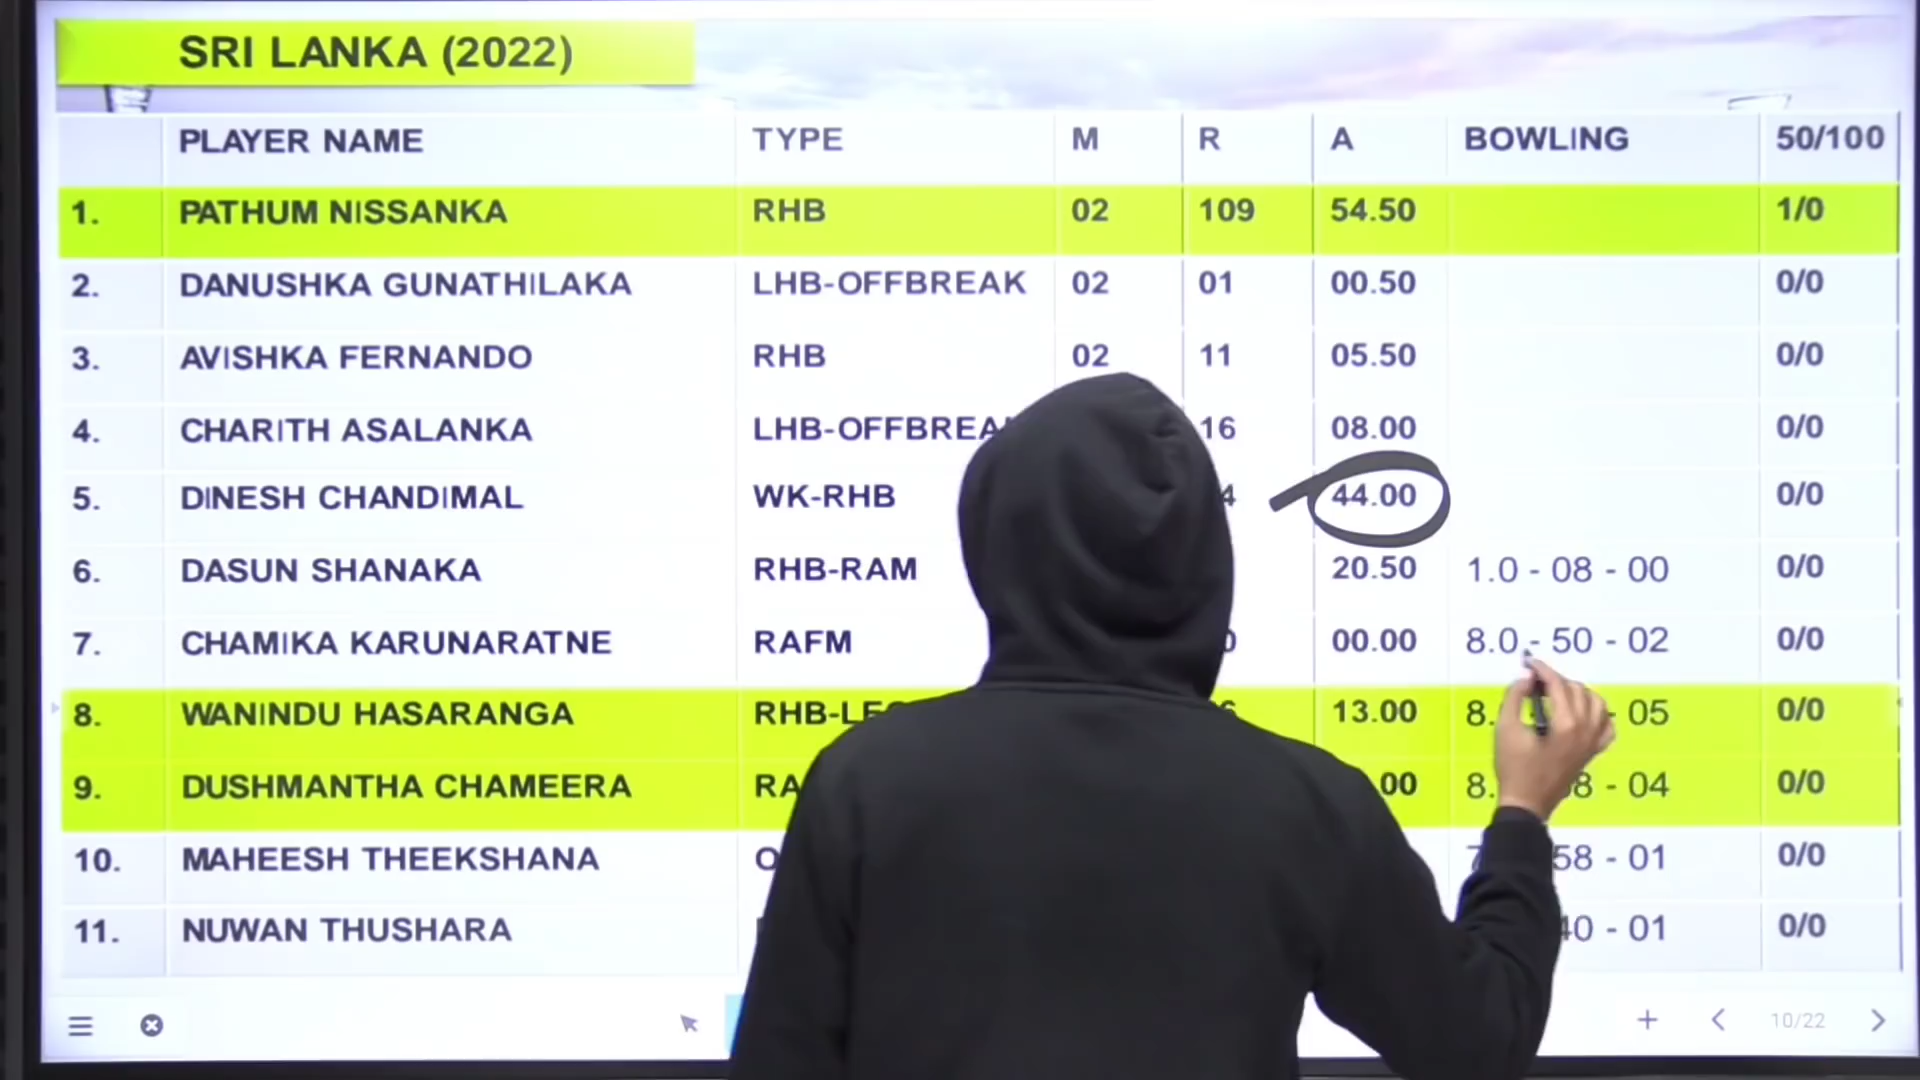 SRI LANKA (2022)
PLAYER NAME TYPE M R A BOWLING 50/100
1. PATHUM NISSANKA RHB 02 109 54.50 1/0
2. DANUSHKA GUNATHILAKA LHB-OFFBREAK 02 01 00.50 0/0
3. AVISHKA FERNANDO RHB 02 11 05.50 0/0
4. CHARITH ASALANKA 16 08.00 0/0
5. DINESH CHANDIMAL WK-RHB 44.00 0/0
6. DASUN SHANAKA RHB-RAM 20.50 1.0 - 08 - 00 0/0
7. CHAMIKA KARUNARATNE RAFM 00.00 8.0 - 50 - 02 0/0
8. WANINDU HASARANGA 13.00 - 05 0/0
9. DUSHMANTHA CHAMEERA - 04 0/0
10. MAHEESH THEEKSHANA 58 - 01 0/0
11. NUWAN THUSHARA - 01 0/0
10/22